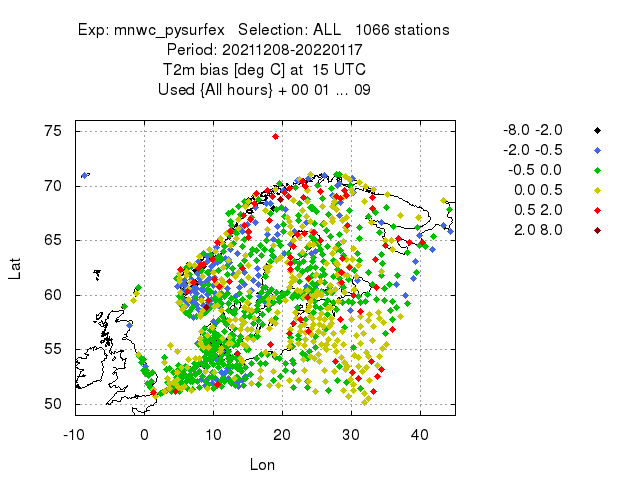 Exp: mnwc_pysurfex   Selection: ALL   1066 stations
Period: 20211208-20220117
T2m bias [deg C] at  15 UTC
Used {All hours} + 00 01 ... 09
-8.0 -2.0
-2.0 -0.5
-0.5 0.0
0.0 0.5
0.5 2.0
2.0 8.0
75
70
65
60
55
50
Lat
-10 0 10 20 30 40
Lon